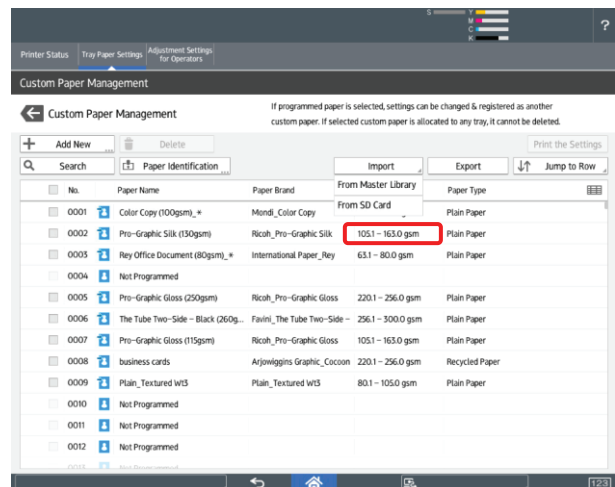 S Y
M
C
K
?
Printer Status Tray Paper Settings Adjustment Settings for Operators
Custom Paper Management
Custom Paper Management
If programmed paper is selected, settings can be changed & registered as another
custom paper. If selected custom paper is allocated to any tray, it cannot be deleted.
Add New Delete Print the Settings
Search Paper Identification Import Export Jump to Row
From Master Library
From SD Card
No. Paper Name Paper Brand Paper Type
0001 Color Copy (100gsm)_* Mondi_Color Copy Plain Paper
0002 Pro-Graphic Silk (130gsm) Ricoh_Pro-Graphic Silk 105.1 - 163.0 gsm Plain Paper
0003 Rey Office Document (80gsm)_* International Paper_Rey 63.1 - 80.0 gsm Plain Paper
0004 Not Programmed
0005 Pro-Graphic Gloss (250gsm) Ricoh_Pro-Graphic Gloss 220.1 - 256.0 gsm Plain Paper
0006 The Tube Two-Side - Black (260g... Favini_The Tube Two-Side - 256.1 - 300.0 gsm Plain Paper
0007 Pro-Graphic Gloss (115gsm) Ricoh_Pro-Graphic Gloss 105.1 - 163.0 gsm Plain Paper
0008 business cards Arjowiggins Graphic_Cocoon 220.1 - 256.0 gsm Recycled Paper
0009 Plain_Textured Wt3 Plain_Textured Wt3 80.1 - 105.0 gsm Plain Paper
0010 Not Programmed
0011 Not Programmed
0012 Not Programmed
0013 Not Programmed
123